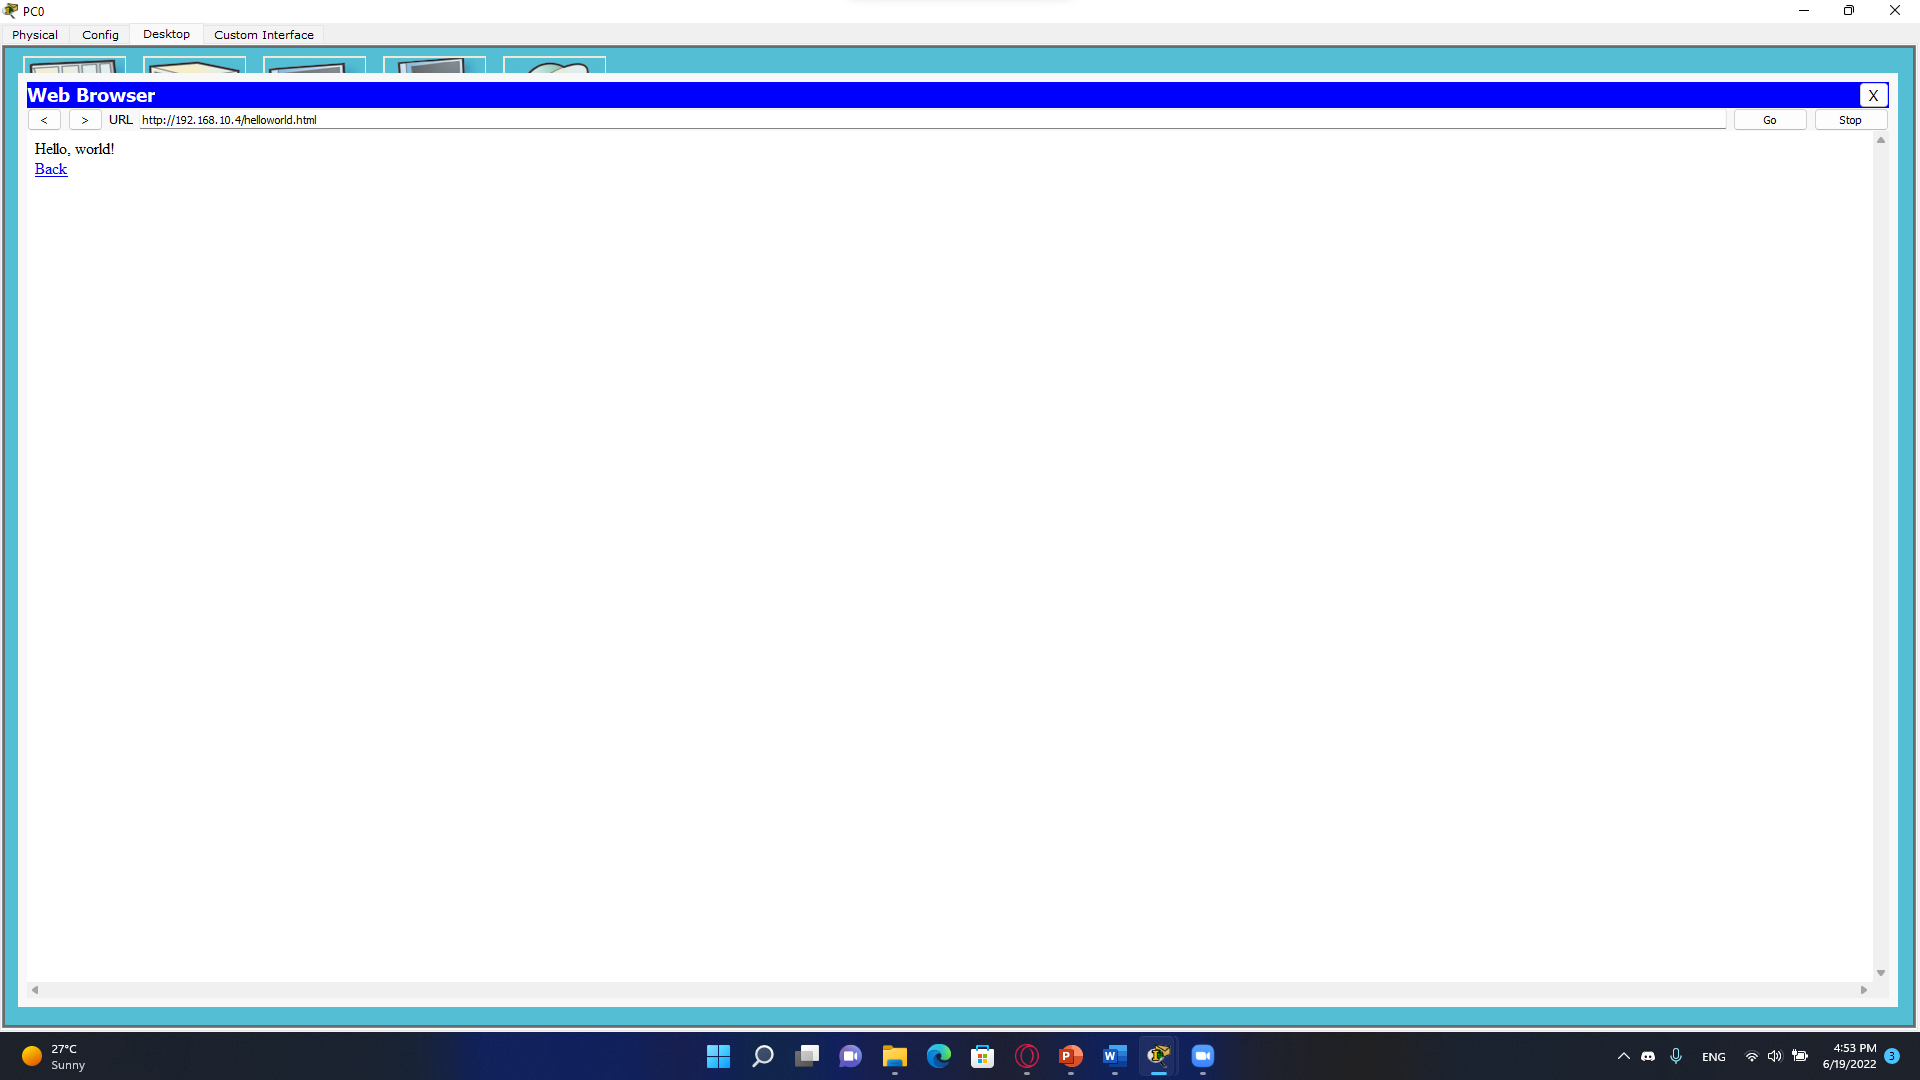 PC0
Physical Config Desktop Custom Interface
Web Browser X
< > URL http://192.168.10.4/helloworld.html Go Stop
Hello, world!
Back
27°C
Sunny
ENG
4:53 PM
6/19/2022
3